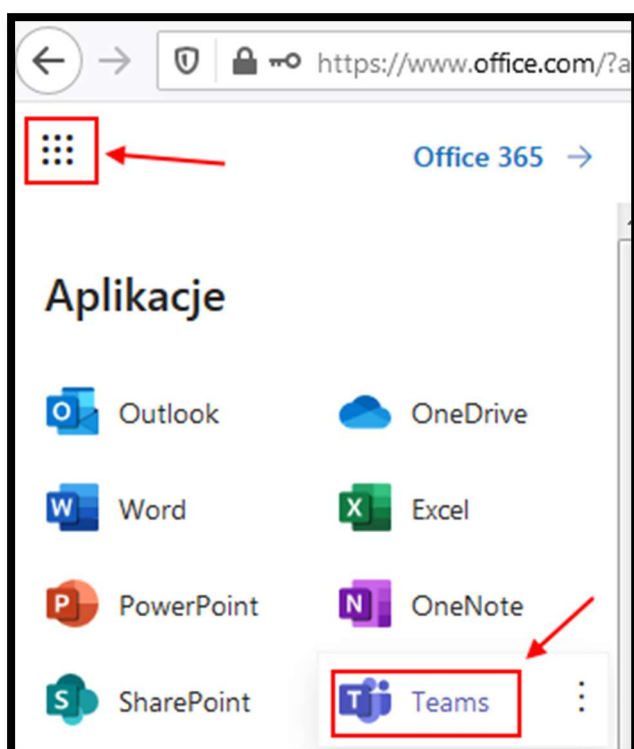 https://www.office.com/?a
Office 365 →
Aplikacje
Outlook
OneDrive
Word
Excel
PowerPoint
OneNote
SharePoint
Teams